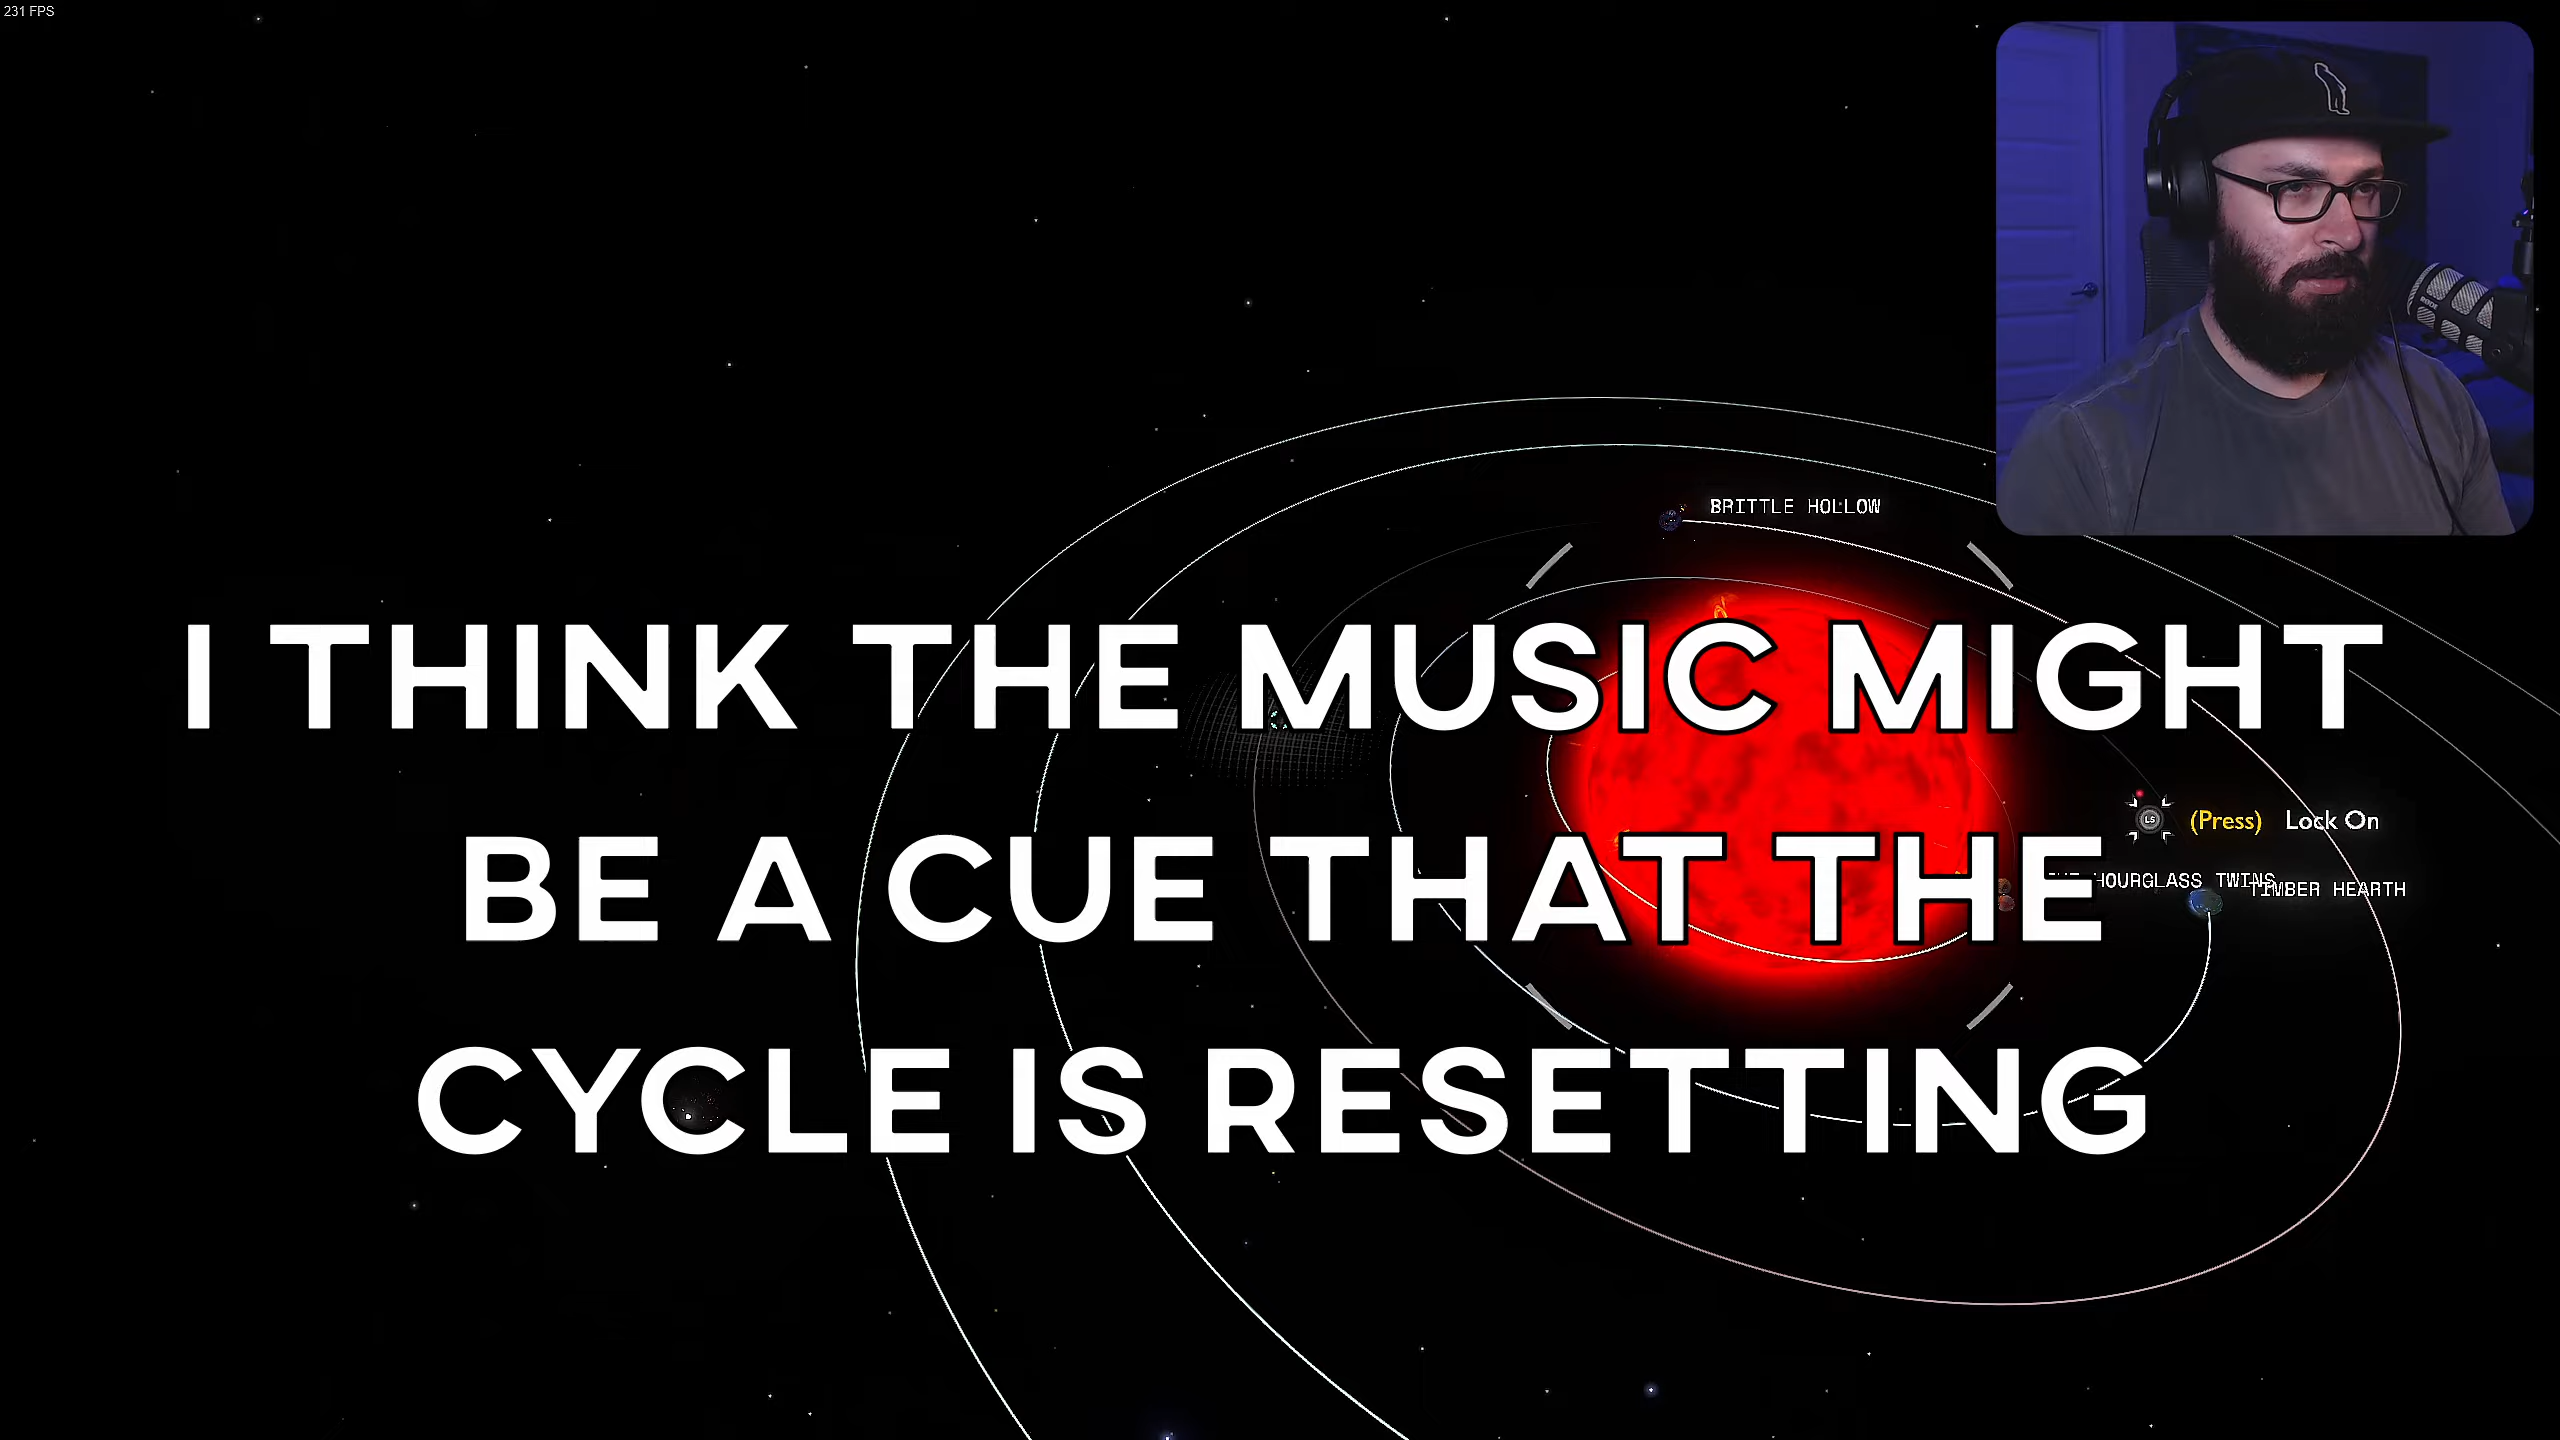 231 FPS
BRITTLE HOLLOW
I THINK THE MUSIC MIGHT
(Press) Lock On
BE A CUE THAT THE
HOURGLASS TWINS
TIMBER HEARTH
CYCLE IS RESETTING